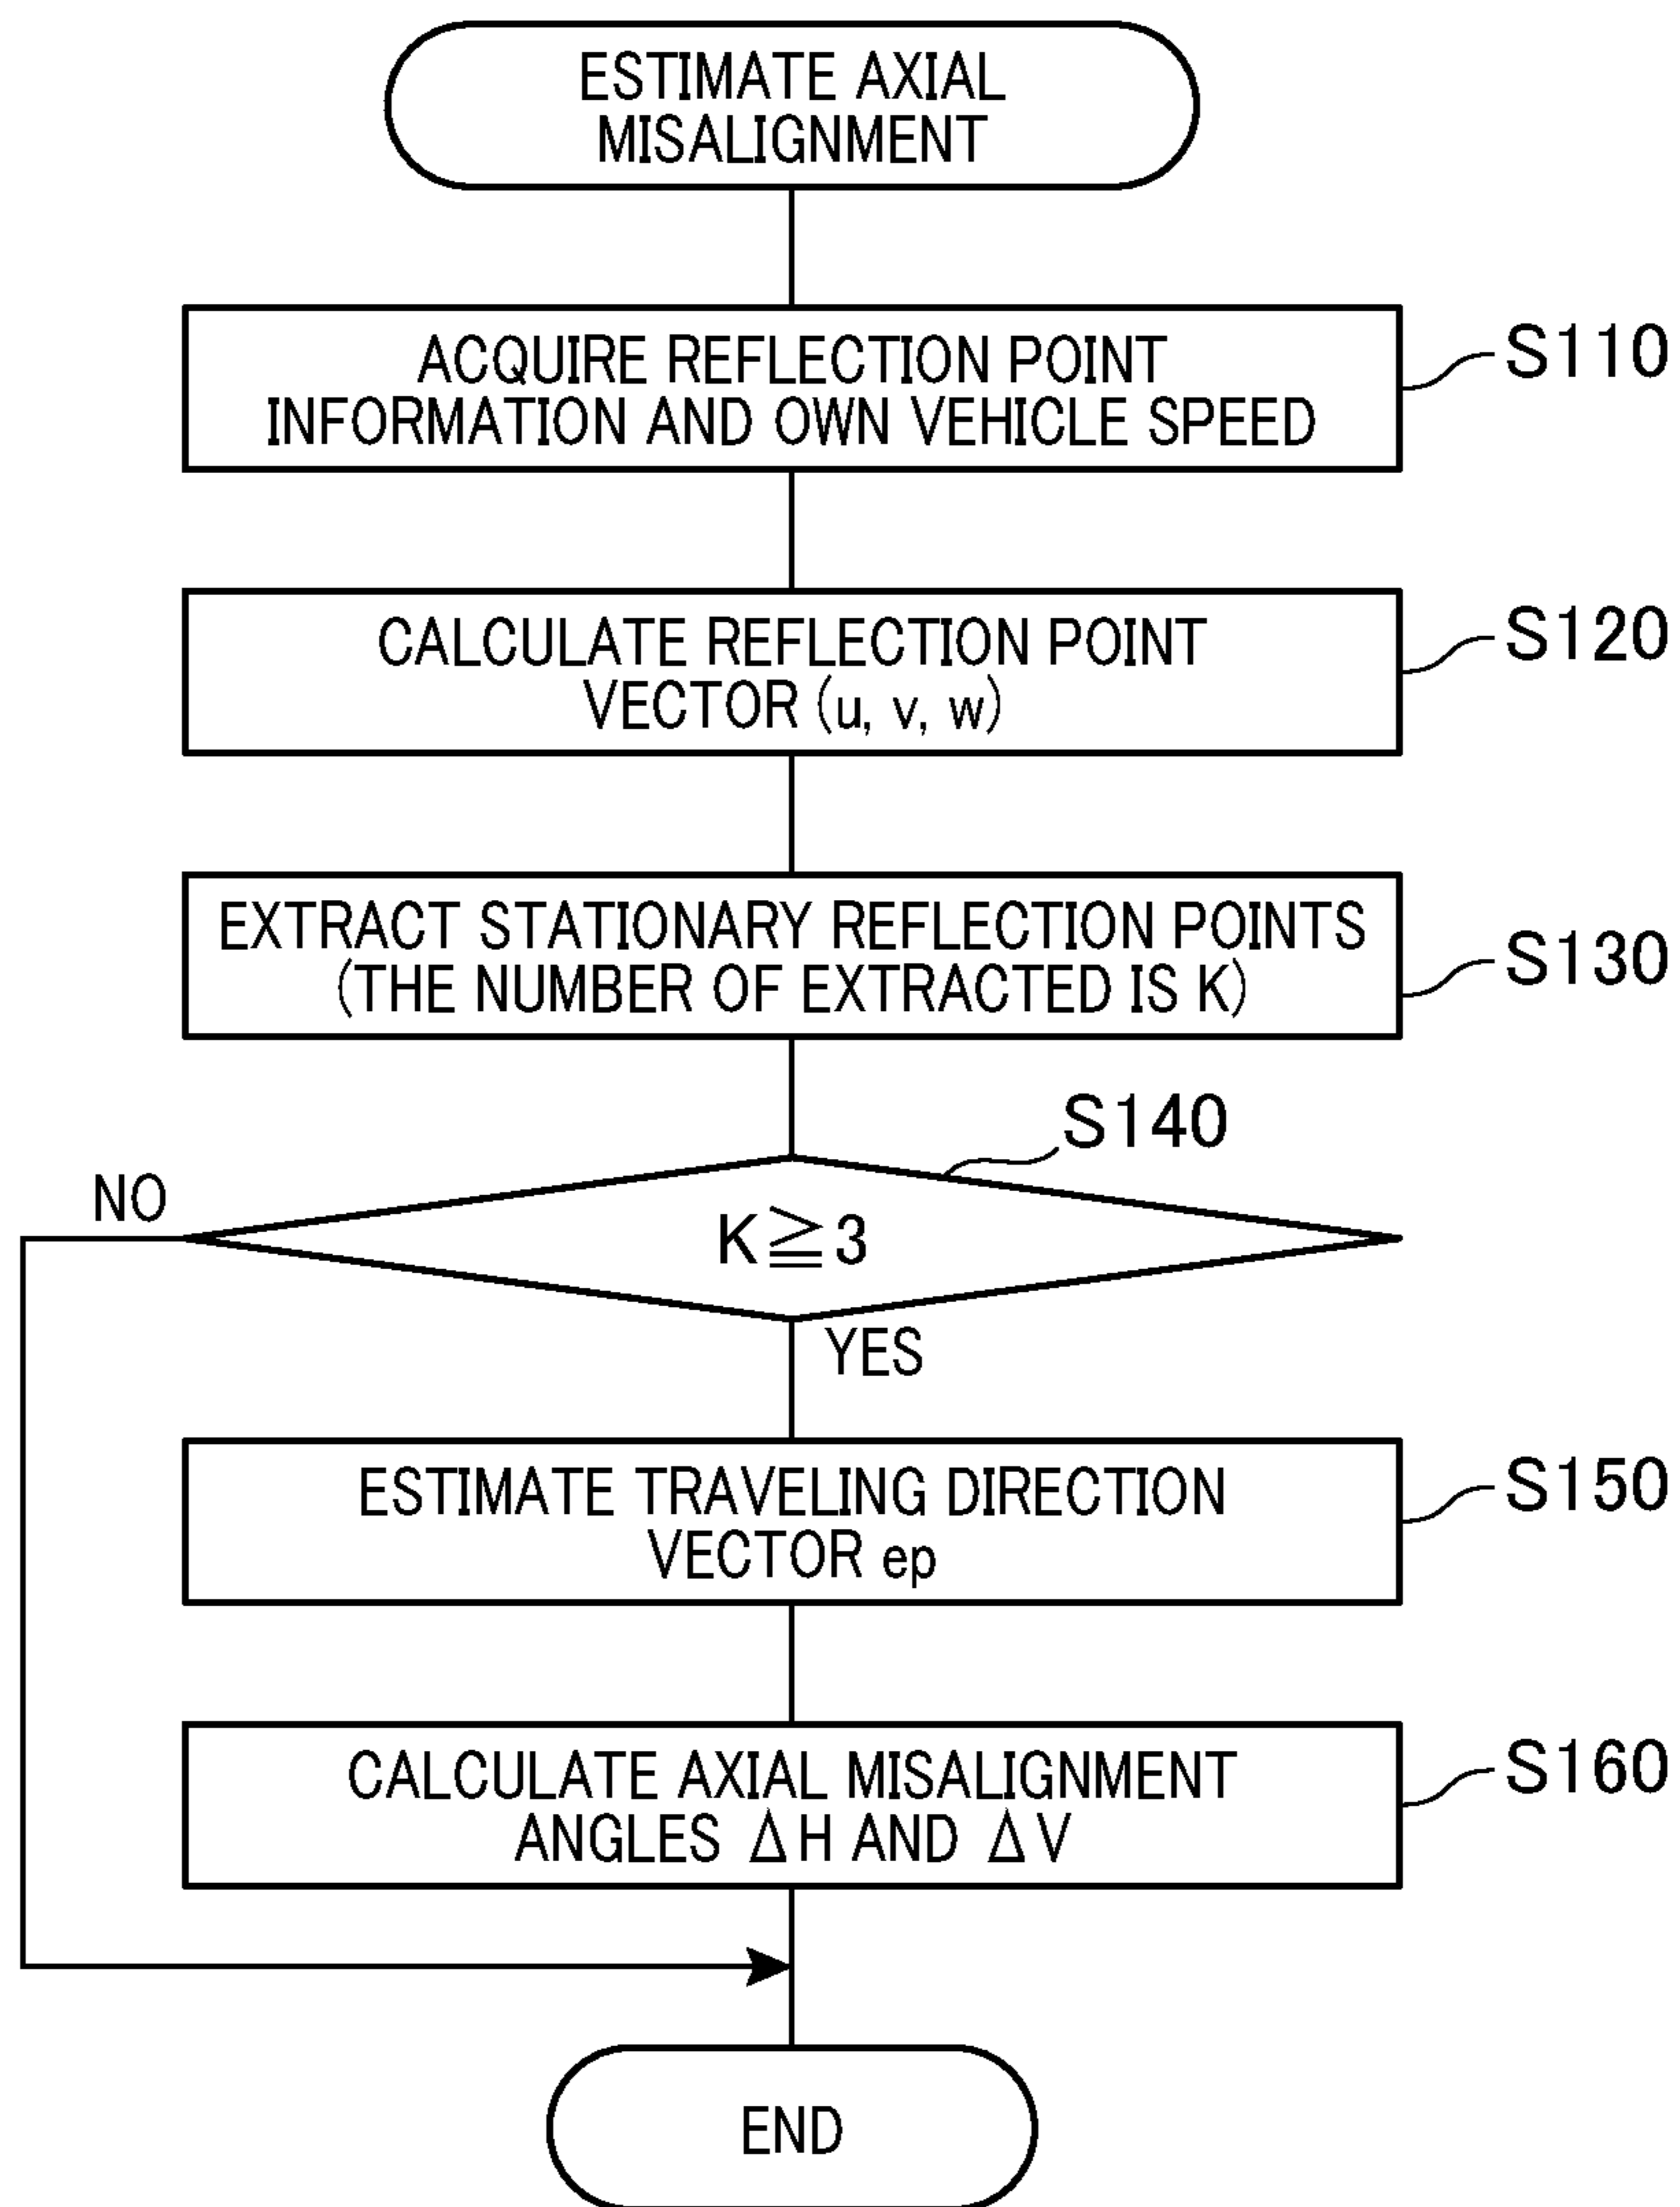 ESTIMATE AXIAL
MISALIGNMENT
ACQUIRE REFLECTION POINT
INFORMATION AND OWN VEHICLE SPEED
S110
CALCULATE REFLECTION POINT
VECTOR (u, v, w)
S120
EXTRACT STATIONARY REFLECTION POINTS
(THE NUMBER OF EXTRACTED IS K)
S130
S140
NO
K≧3
YES
ESTIMATE TRAVELING DIRECTION
VECTOR ep
S150
CALCULATE AXIAL MISALIGNMENT
ANGLES ΔH AND ΔV
S160
END